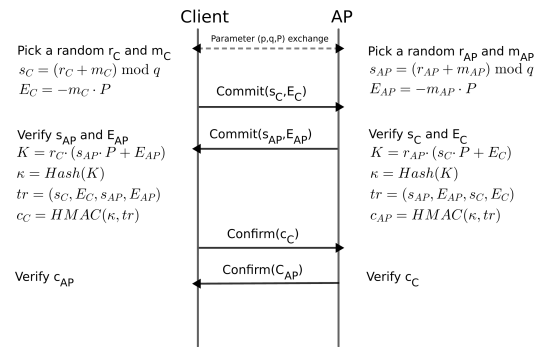 Client AP
Parameter (p,q,P) exchange
Pick a random r_C and m_C
s_C = (r_C + m_C) mod q
E_C = −m_C · P
Pick a random r_AP and m_AP
s_AP = (r_AP + m_AP) mod q
E_AP = −m_AP · P
Commit(s_C,E_C)
Commit(s_AP,E_AP)
Verify s_AP and E_AP
K = r_C· (s_AP· P + E_AP)
κ = Hash(K)
tr = (s_C, E_C, s_AP, E_AP)
c_C = HMAC(κ, tr)
Verify s_C and E_C
K = r_AP· (s_C· P + E_C)
κ = Hash(K)
tr = (s_AP, E_AP, s_C, E_C)
c_AP = HMAC(κ, tr)
Confirm(c_C)
Confirm(C_AP)
Verify c_AP
Verify c_C